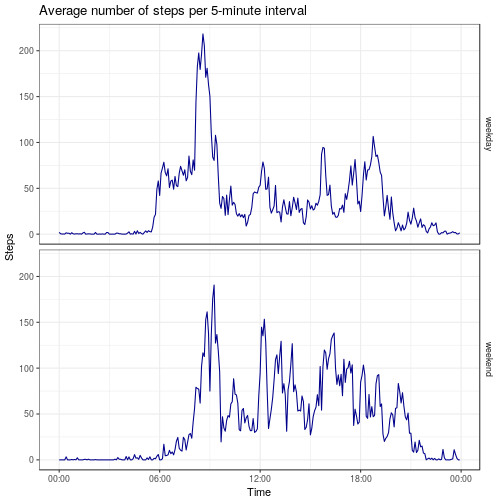 Average number of steps per 5-minute interval
200
150
100
50
0
weekday
Steps
200
150
100
50
0
weekend
00:00 06:00 12:00 18:00 00:00
Time